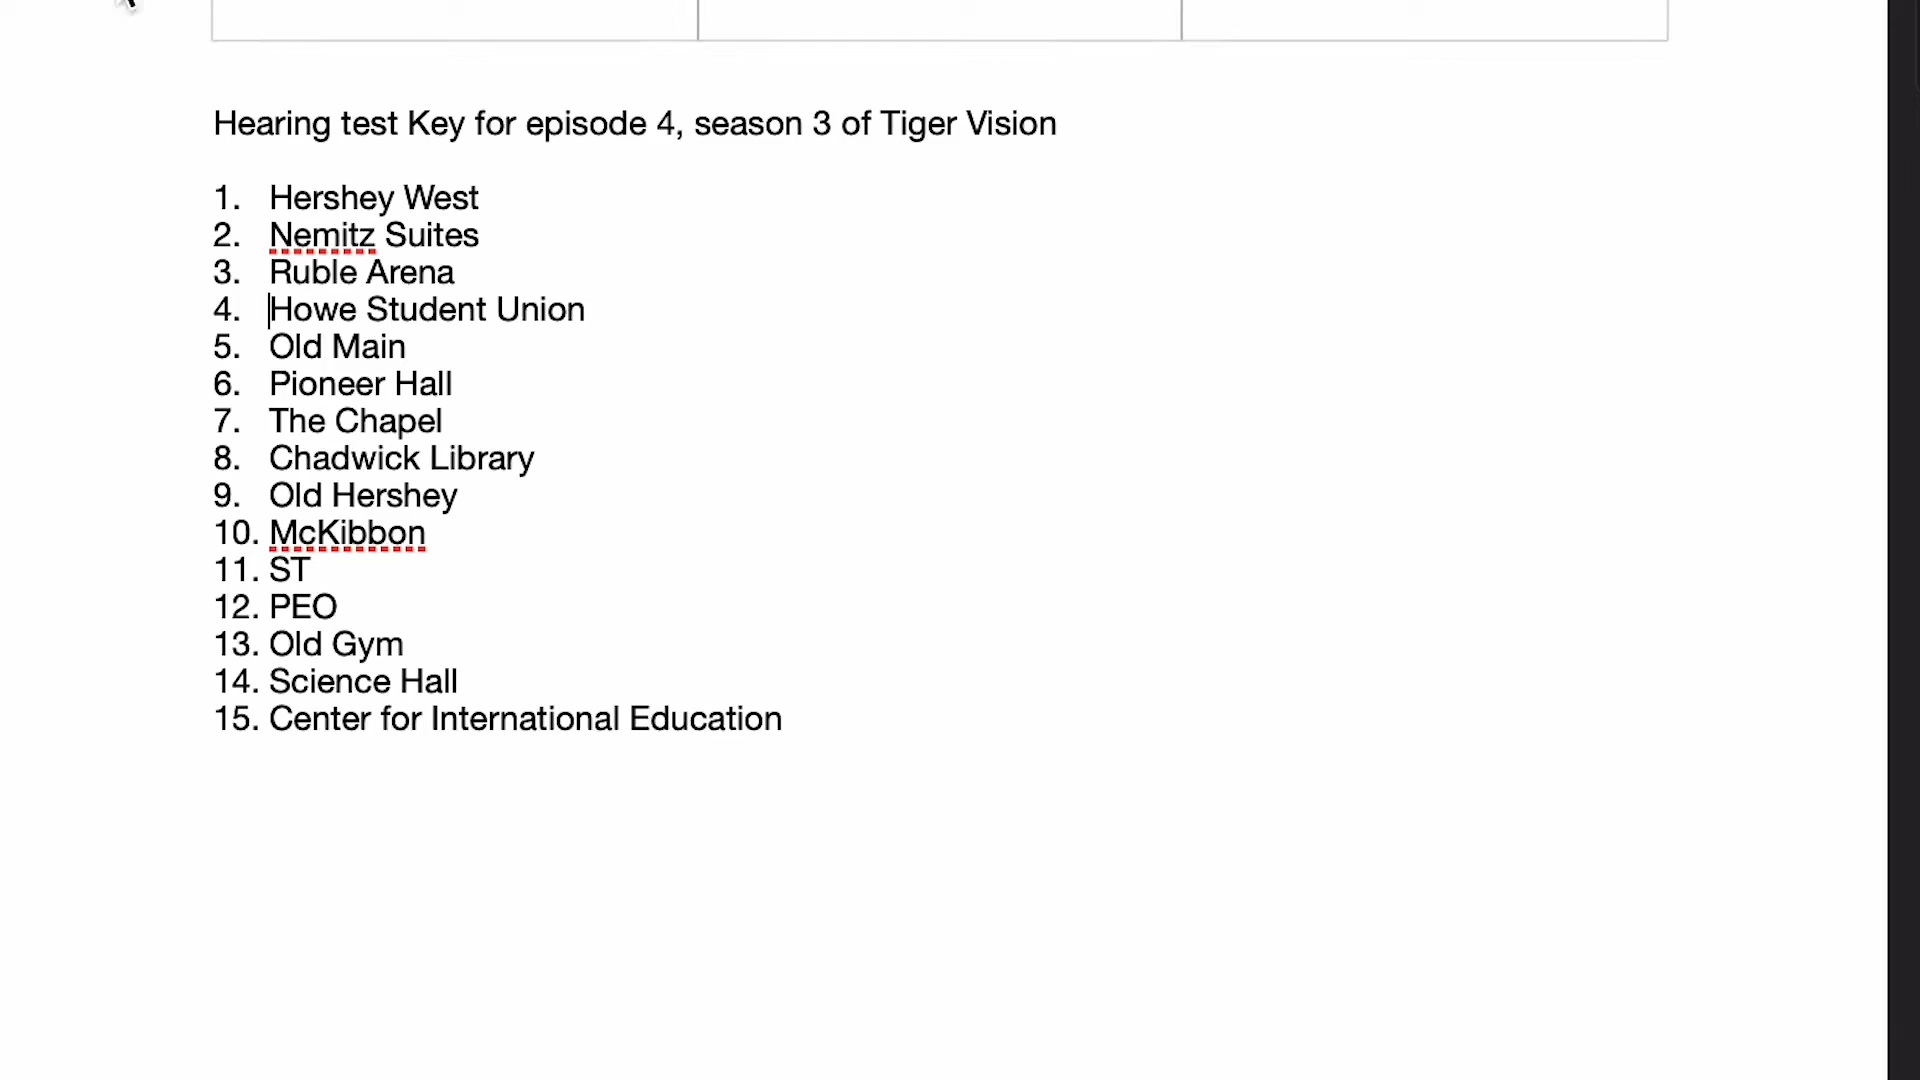 Hearing test Key for episode 4, season 3 of Tiger Vision
1. Hershey West
2. Nemitz Suites
3. Ruble Arena
4. Howe Student Union
5. Old Main
6. Pioneer Hall
7. The Chapel
8. Chadwick Library
9. Old Hershey
10. McKibbon
11. ST
12. PEO
13. Old Gym
14. Science Hall
15. Center for International Education